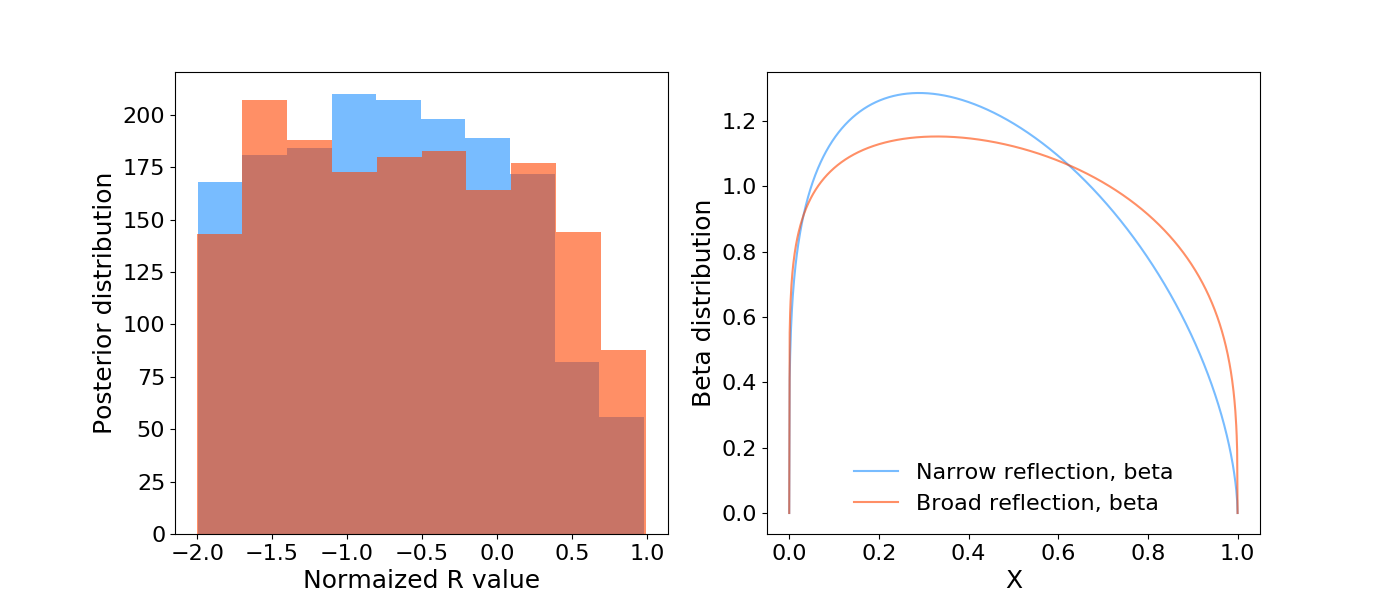 Posterior distribution
200
175
150
125
100
75
50
25
0
−2.0 −1.5 −1.0 −0.5 0.0 0.5 1.0
Normaized R value
Beta distribution
1.2
1.0
0.8
0.6
0.4
0.2
0.0
Narrow reflection, beta
Broad reflection, beta
0.0 0.2 0.4 0.6 0.8 1.0
X